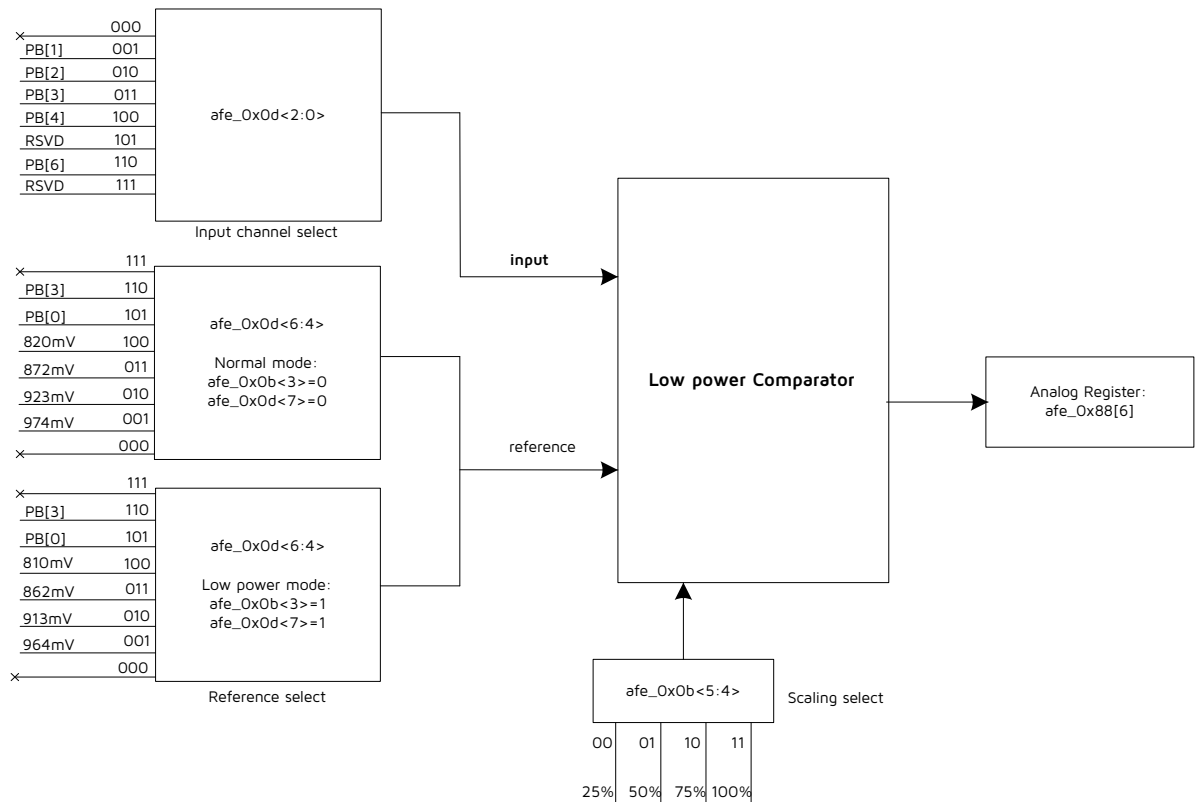 000
PB[1] 001
PB[2] 010
PB[3] 011
PB[4] 100
RSVD 101
PB[6] 110
RSVD 111
afe_0x0d<2:0>
Input channel select
111
PB[3] 110
PB[0] 101
820mV 100
872mV 011
923mV 010
974mV 001
000
afe_0x0d<6:4>
Normal mode:
afe_0x0b<3>=0
afe_0x0d<7>=0
111
PB[3] 110
PB[0] 101
810mV 100
862mV 011
913mV 010
964mV 001
000
afe_0x0d<6:4>
Low power mode:
afe_0x0b<3>=1
afe_0x0d<7>=1
Reference select
input
reference
Low power Comparator
Analog Register:
afe_0x88[6]
afe_0x0b<5:4>
Scaling select
00 01 10 11
25% 50% 75% 100%